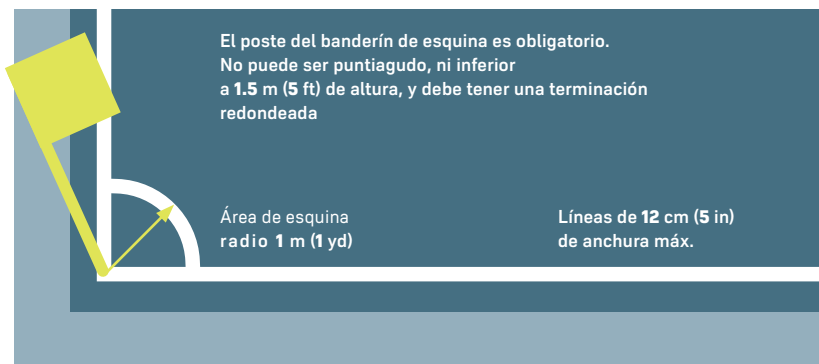 El poste del banderín de esquina es obligatorio.
No puede ser puntiagudo, ni inferior
a 1.5 m (5 ft) de altura, y debe tener una terminación
redondeada
Área de esquina
radio 1 m (1 yd)
Líneas de 12 cm (5 in)
de anchura máx.